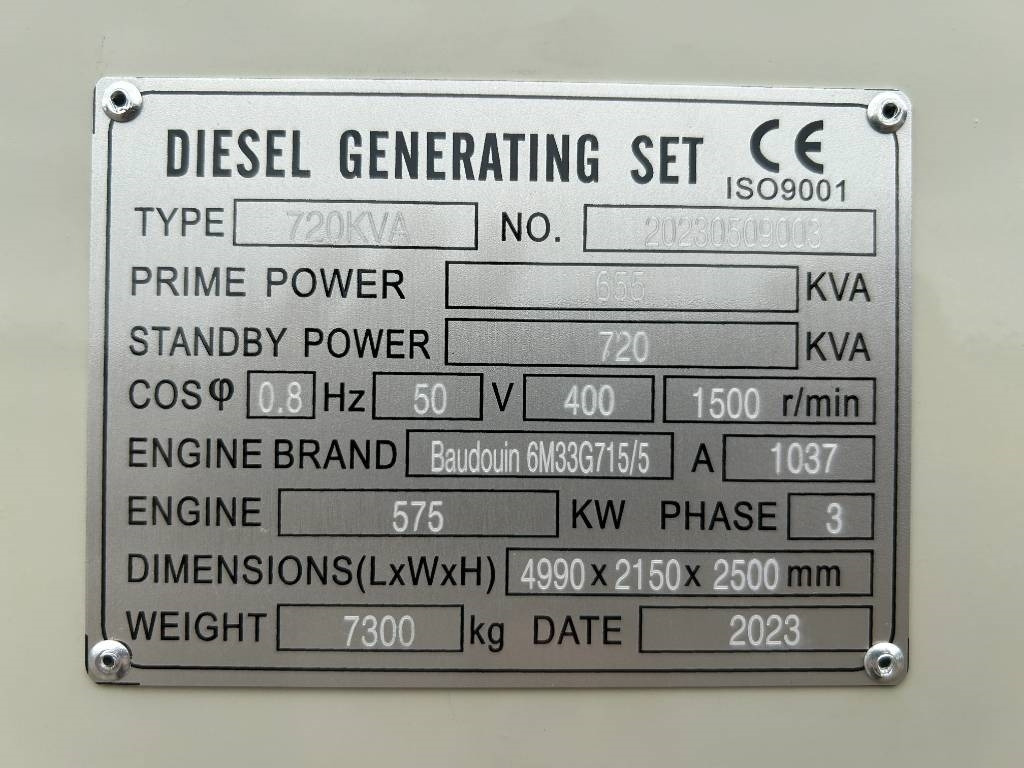 DIESEL GENERATING SET CE
ISO9001
TYPE 720KVA NO. 20230509003
PRIME POWER 655 KVA
STANDBY POWER 720 KVA
COSφ 0.8 Hz 50 V 400 1500 r/min
ENGINE BRAND Baudouin 6M33G715/5 A 1037
ENGINE 575 KW PHASE 3
DIMENSIONS(LxWxH) 4990 x 2150 x 2500 mm
WEIGHT 7300 kg DATE 2023